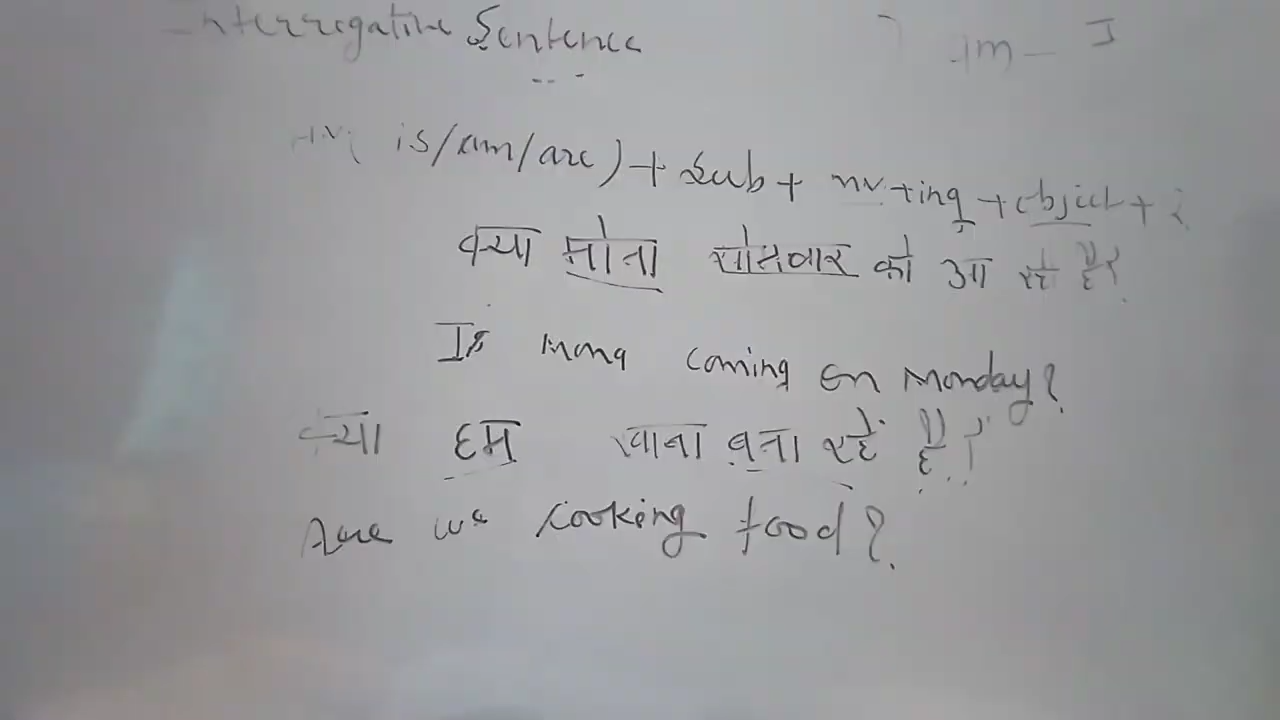 Interrogative Sentence
Im - I
HV( is/am/are) + Sub + mv +ing + object + ?
क्या मोना सोमवार को आ रहे है?
Is mona coming on monday?
क्या हम खाना बना रहें हैं?
Are we cooking food?